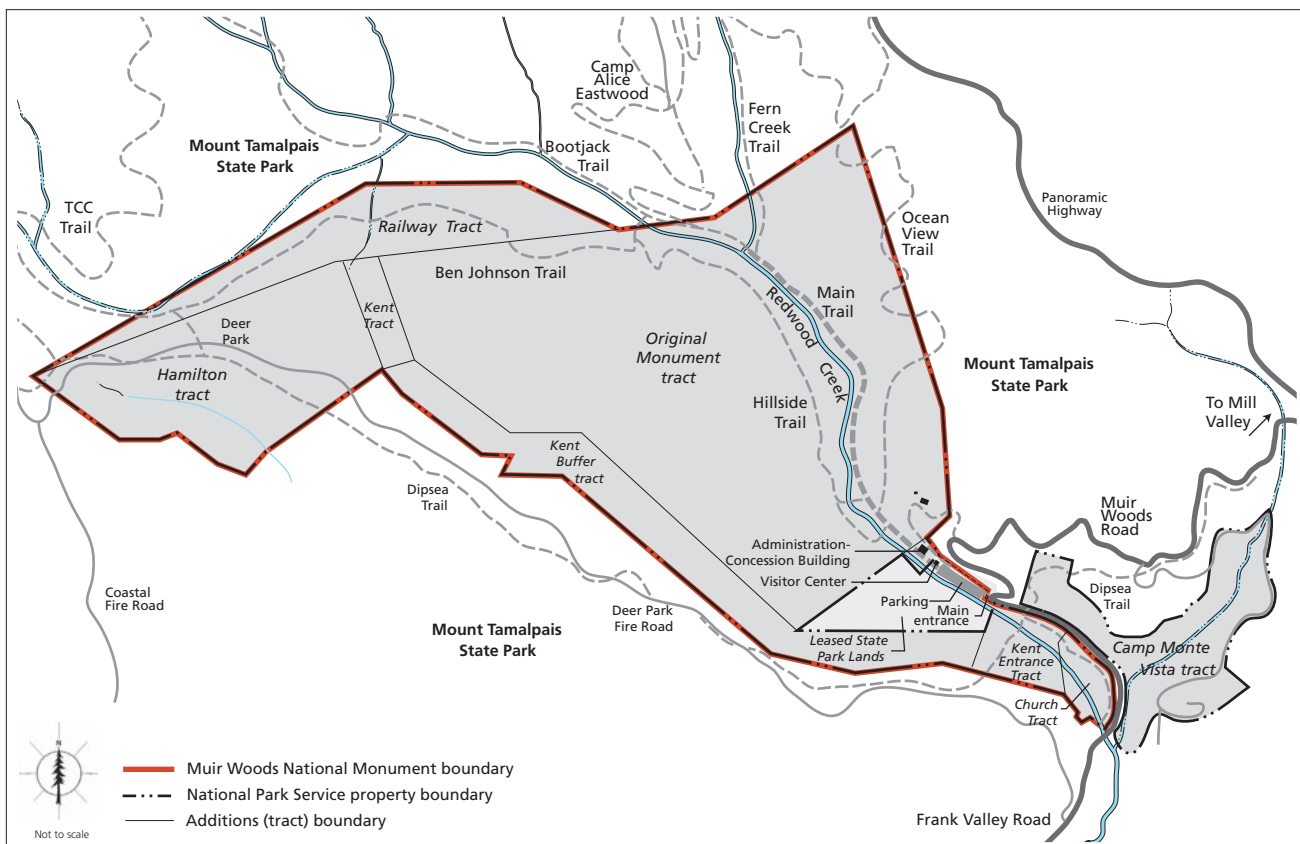 Camp
Alice
Eastwood
Fern
Creek
Trail
Mount Tamalpais
State Park
Bootjack
Trail
Panoramic
Highway
TCC
Trail
Railway Tract
Ocean
View
Trail
Ben Johnson Trail
Kent
Tract
Redwood
Creek
Main
Trail
Deer
Park
Original
Monument
tract
Hamilton
tract
Mount Tamalpais
State Park
Hillside
Trail
To Mill
Valley
Kent
Buffer
tract
Dipsea
Trail
Muir
Woods
Road
Administration-
Concession Building
Visitor Center
Parking
Main
entrance
Dipsea
Trail
Coastal
Fire Road
Deer Park
Fire Road
Mount Tamalpais
State Park
Leased State
Park Lands
Kent
Entrance
Tract
Camp Monte
Vista tract
Church
Tract
N
Not to scale
Muir Woods National Monument boundary
National Park Service property boundary
Additions (tract) boundary
Frank Valley Road